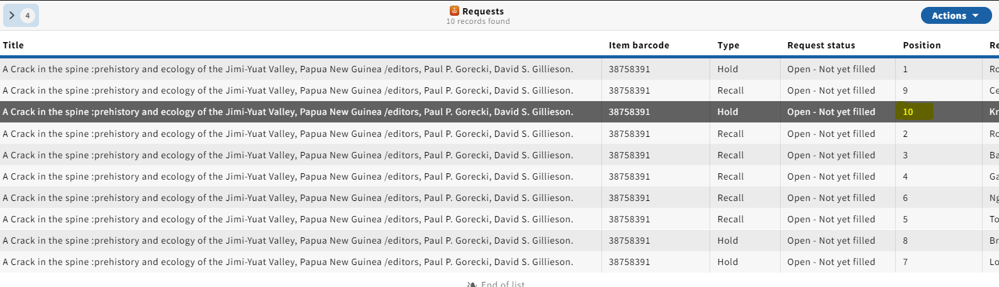 4 Requests Actions
10 records found
Title Item barcode Type Request status Position Re
A Crack in the spine :prehistory and ecology of the Jimi-Yuat Valley, Papua New Guinea /editors, Paul P. Gorecki, David S. Gillieson. 38758391 Hold Open - Not yet filled 1 Ro
A Crack in the spine :prehistory and ecology of the Jimi-Yuat Valley, Papua New Guinea /editors, Paul P. Gorecki, David S. Gillieson. 38758391 Recall Open - Not yet filled 9 Ce
A Crack in the spine :prehistory and ecology of the Jimi-Yuat Valley, Papua New Guinea /editors, Paul P. Gorecki, David S. Gillieson. 38758391 Hold Open - Not yet filled 10 Kr
A Crack in the spine :prehistory and ecology of the Jimi-Yuat Valley, Papua New Guinea /editors, Paul P. Gorecki, David S. Gillieson. 38758391 Recall Open - Not yet filled 2 Ro
A Crack in the spine :prehistory and ecology of the Jimi-Yuat Valley, Papua New Guinea /editors, Paul P. Gorecki, David S. Gillieson. 38758391 Recall Open - Not yet filled 3 Ba
A Crack in the spine :prehistory and ecology of the Jimi-Yuat Valley, Papua New Guinea /editors, Paul P. Gorecki, David S. Gillieson. 38758391 Recall Open - Not yet filled 4 Ga
A Crack in the spine :prehistory and ecology of the Jimi-Yuat Valley, Papua New Guinea /editors, Paul P. Gorecki, David S. Gillieson. 38758391 Recall Open - Not yet filled 6 Ng
A Crack in the spine :prehistory and ecology of the Jimi-Yuat Valley, Papua New Guinea /editors, Paul P. Gorecki, David S. Gillieson. 38758391 Recall Open - Not yet filled 5 To
A Crack in the spine :prehistory and ecology of the Jimi-Yuat Valley, Papua New Guinea /editors, Paul P. Gorecki, David S. Gillieson. 38758391 Hold Open - Not yet filled 8 Br
A Crack in the spine :prehistory and ecology of the Jimi-Yuat Valley, Papua New Guinea /editors, Paul P. Gorecki, David S. Gillieson. 38758391 Hold Open - Not yet filled 7 Lo
End of list